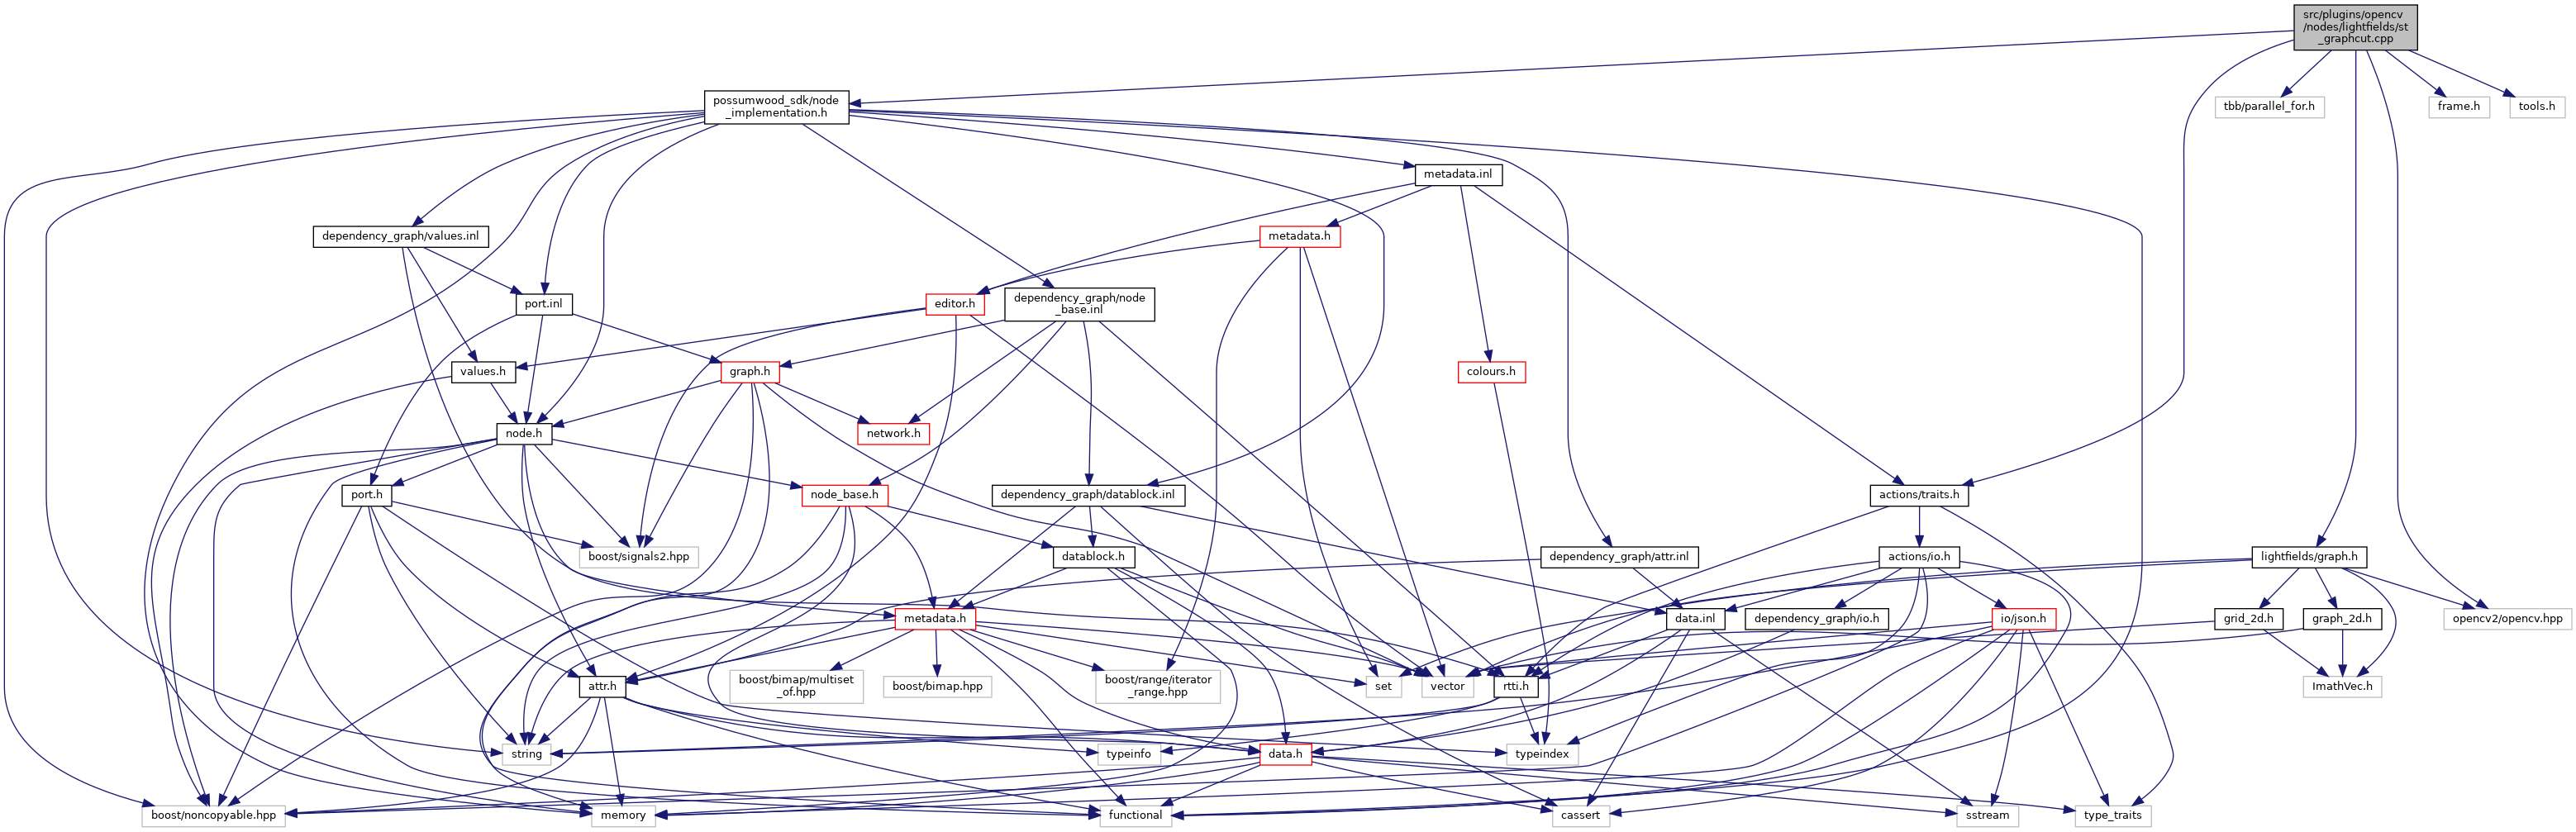 src/plugins/opencv
/nodes/lightfields/st
_graphcut.cpp
possumwood_sdk/node
_implementation.h
tbb/parallel_for.h
frame.h
tools.h
metadata.inl
dependency_graph/values.inl
metadata.h
port.inl
editor.h
dependency_graph/node
_base.inl
values.h
graph.h
colours.h
node.h
network.h
port.h
node_base.h
dependency_graph/datablock.inl
actions/traits.h
boost/signals2.hpp
datablock.h
dependency_graph/attr.inl
actions/io.h
lightfields/graph.h
metadata.h
data.inl
dependency_graph/io.h
io/json.h
grid_2d.h
graph_2d.h
opencv2/opencv.hpp
attr.h
boost/bimap/multiset
_of.hpp
boost/bimap.hpp
boost/range/iterator
_range.hpp
set
vector
rtti.h
ImathVec.h
string
typeinfo
data.h
typeindex
boost/noncopyable.hpp
memory
functional
cassert
sstream
type_traits